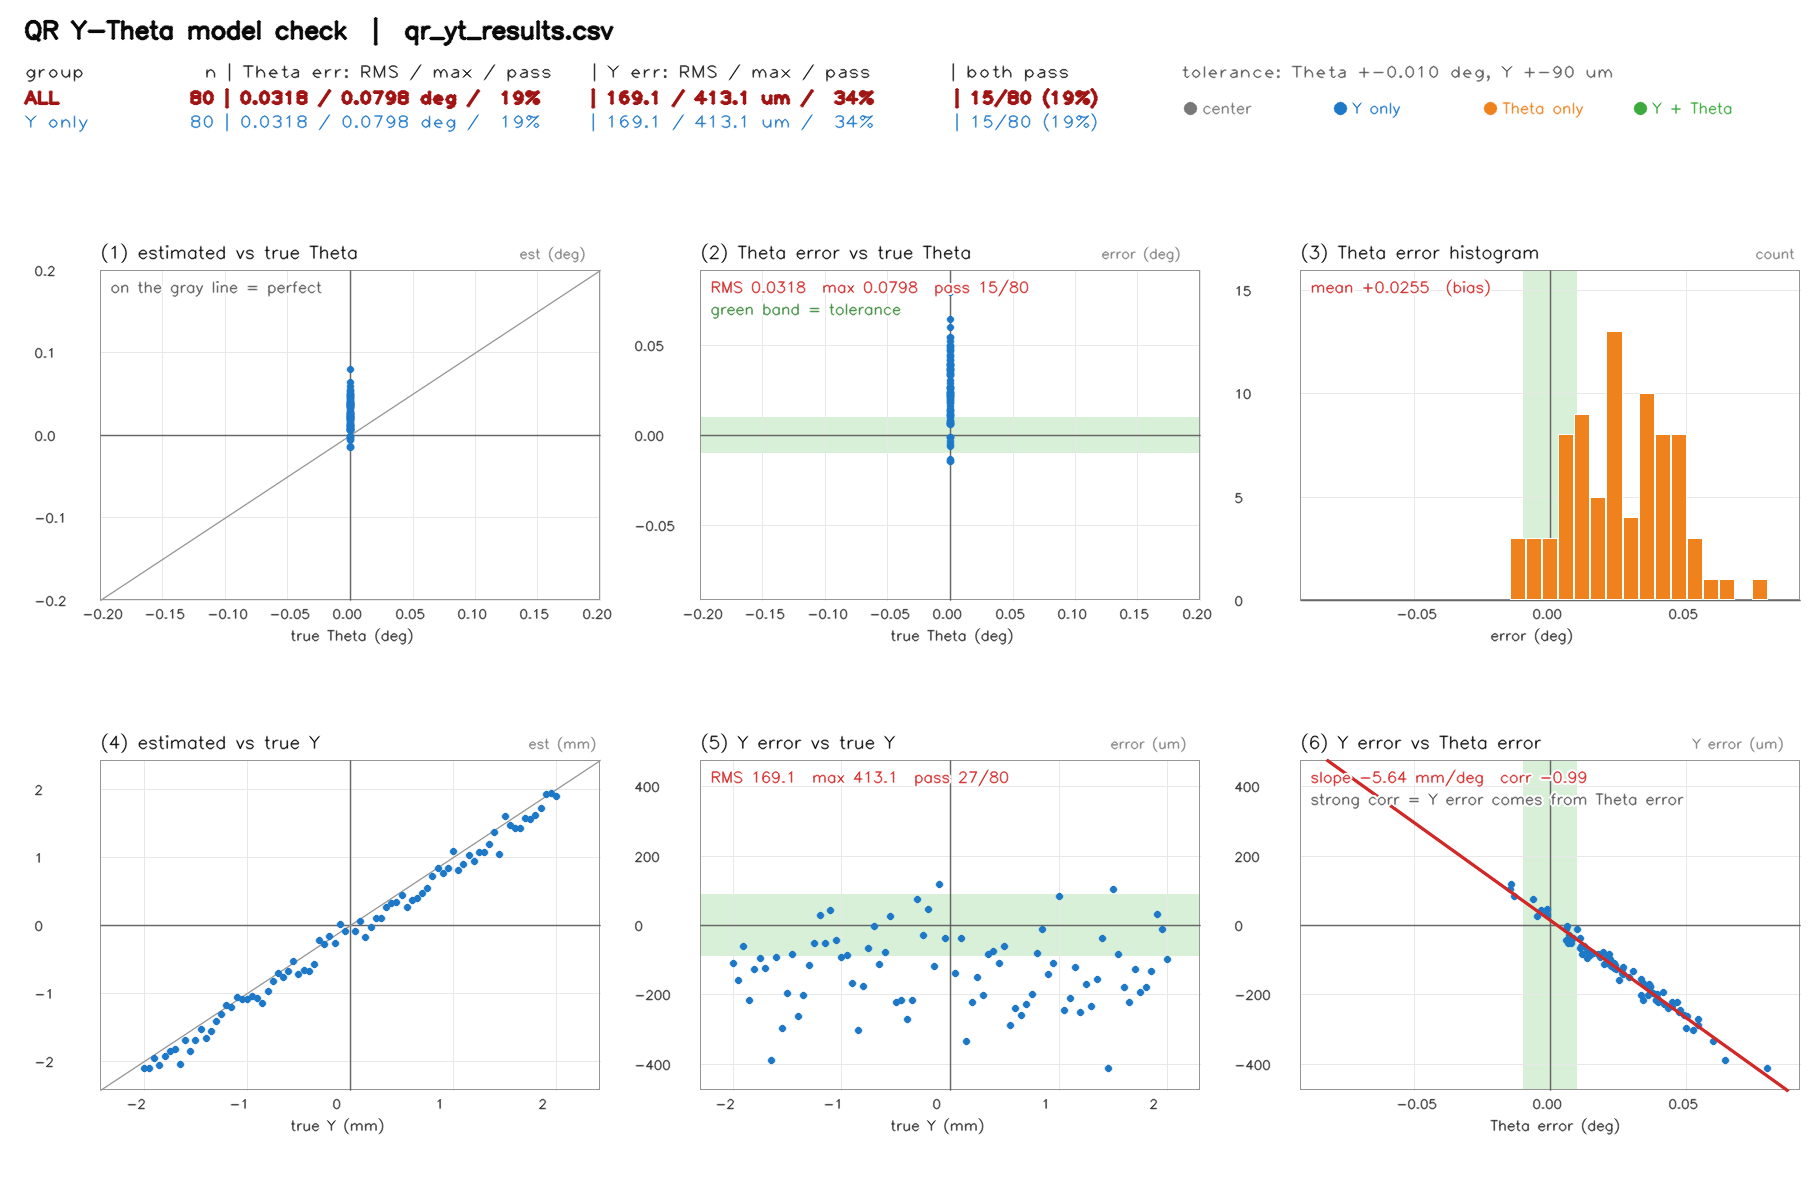 QR Y-Theta model check | qr_yt_results.csv
group n | Theta err: RMS / max / pass | Y err: RMS / max / pass | both pass
ALL 80 | 0.0318 / 0.0798 deg / 19% | 169.1 / 413.1 um / 34% | 15/80 (19%)
Y only 80 | 0.0318 / 0.0798 deg / 19% | 169.1 / 413.1 um / 34% | 15/80 (19%)
tolerance: Theta +-0.010 deg, Y +-90 um
center Y only Theta only Y + Theta
(1) estimated vs true Theta est (deg)
on the gray line = perfect
0.2
0.1
0.0
-0.1
-0.2
-0.20 -0.15 -0.10 -0.05 0.00 0.05 0.10 0.15 0.20
true Theta (deg)
(2) Theta error vs true Theta error (deg)
RMS 0.0318 max 0.0798 pass 15/80
green band = tolerance
0.05
0.00
-0.05
-0.20 -0.15 -0.10 -0.05 0.00 0.05 0.10 0.15 0.20
true Theta (deg)
(3) Theta error histogram count
mean +0.0255 (bias)
15
10
5
0
-0.05 0.00 0.05
error (deg)
(4) estimated vs true Y est (mm)
2
1
0
-1
-2
-2 -1 0 1 2
true Y (mm)
(5) Y error vs true Y error (um)
RMS 169.1 max 413.1 pass 27/80
400
200
0
-200
-400
-2 -1 0 1 2
true Y (mm)
(6) Y error vs Theta error Y error (um)
slope -5.64 mm/deg corr -0.99
strong corr = Y error comes from Theta error
400
200
0
-200
-400
-0.05 0.00 0.05
Theta error (deg)